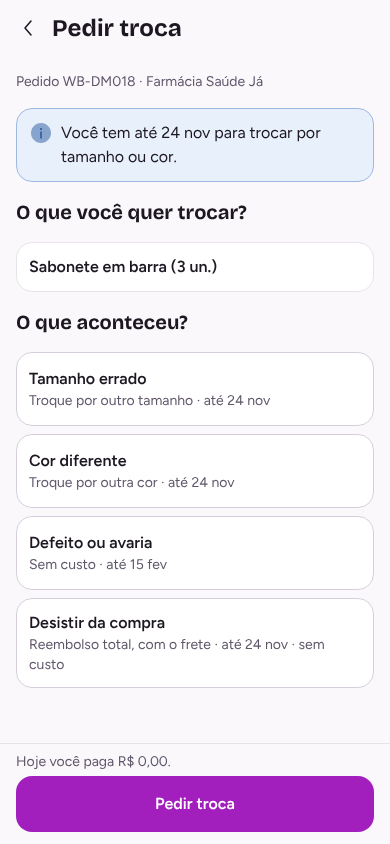 Pedir troca
Pedido WB-DM018 · Farmácia Saúde Já
Você tem até 24 nov para trocar por
tamanho ou cor.
O que você quer trocar?
Sabonete em barra (3 un.)
O que aconteceu?
Tamanho errado
Troque por outro tamanho · até 24 nov
Cor diferente
Troque por outra cor · até 24 nov
Defeito ou avaria
Sem custo · até 15 fev
Desistir da compra
Reembolso total, com o frete · até 24 nov · sem
custo
Hoje você paga R$ 0,00.
Pedir troca